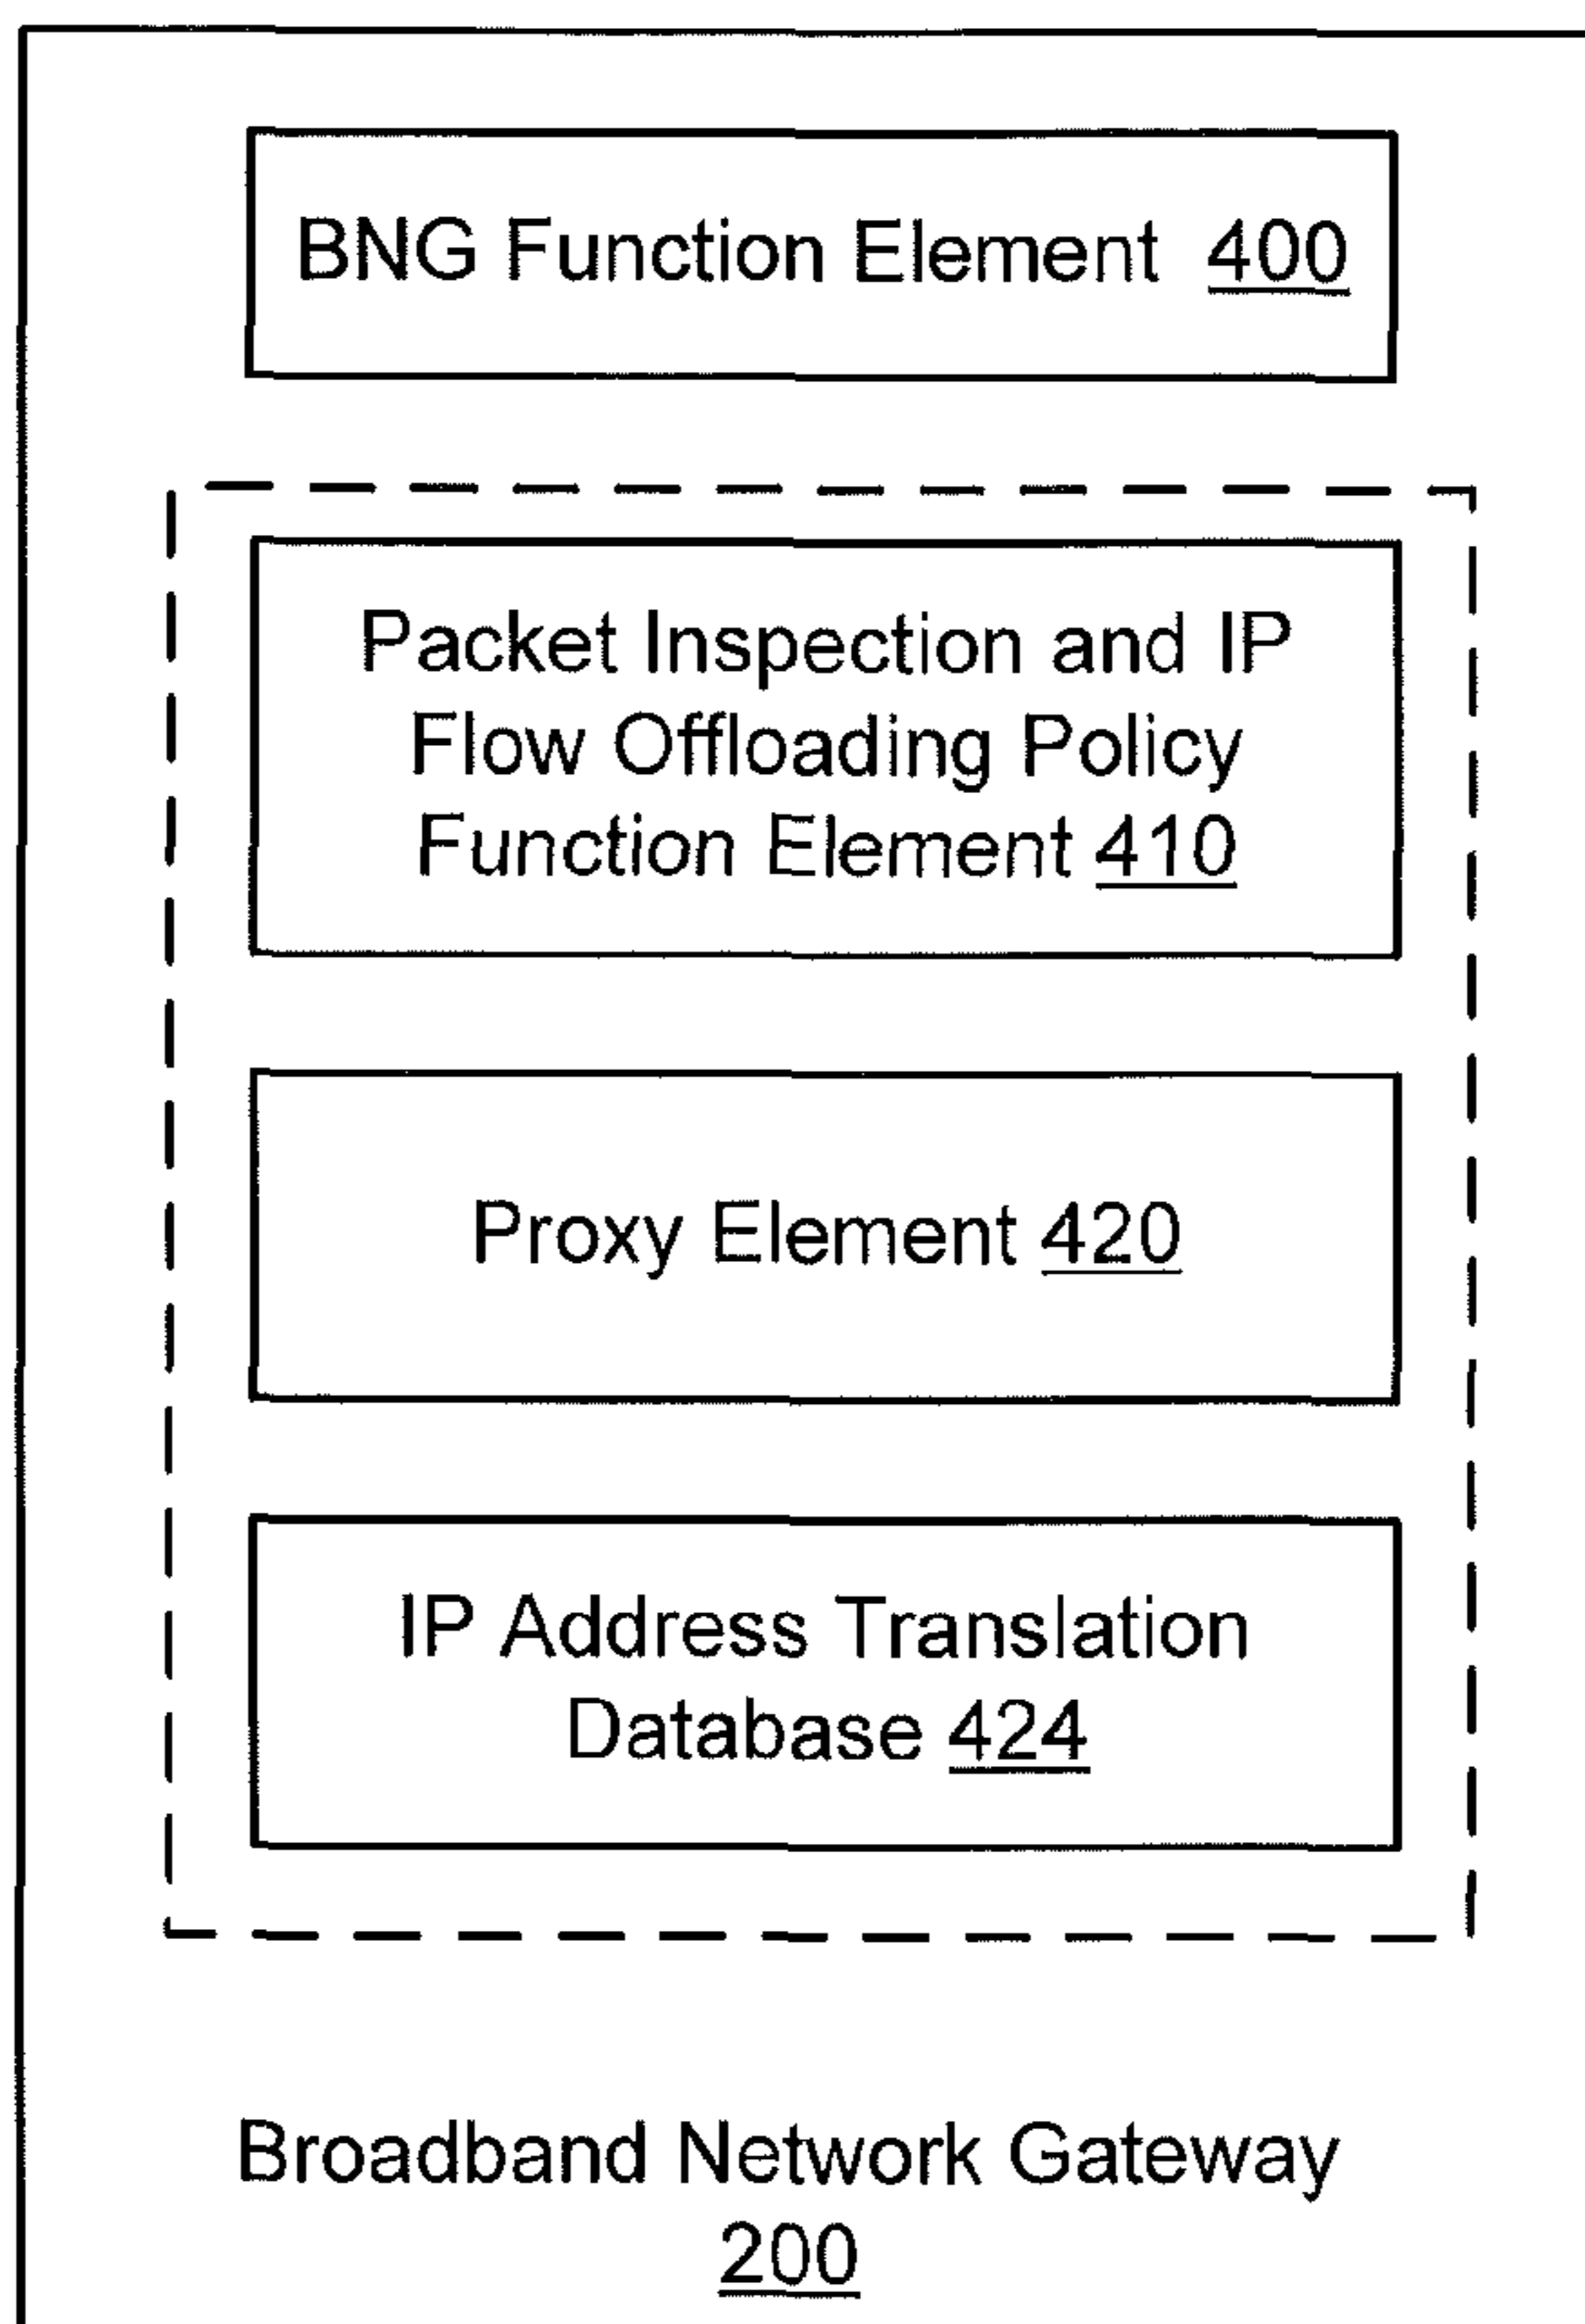 BNG Function Element 400
Packet Inspection and IP
Flow Offloading Policy
Function Element 410
Proxy Element 420
IP Address Translation
Database 424
Broadband Network Gateway
200